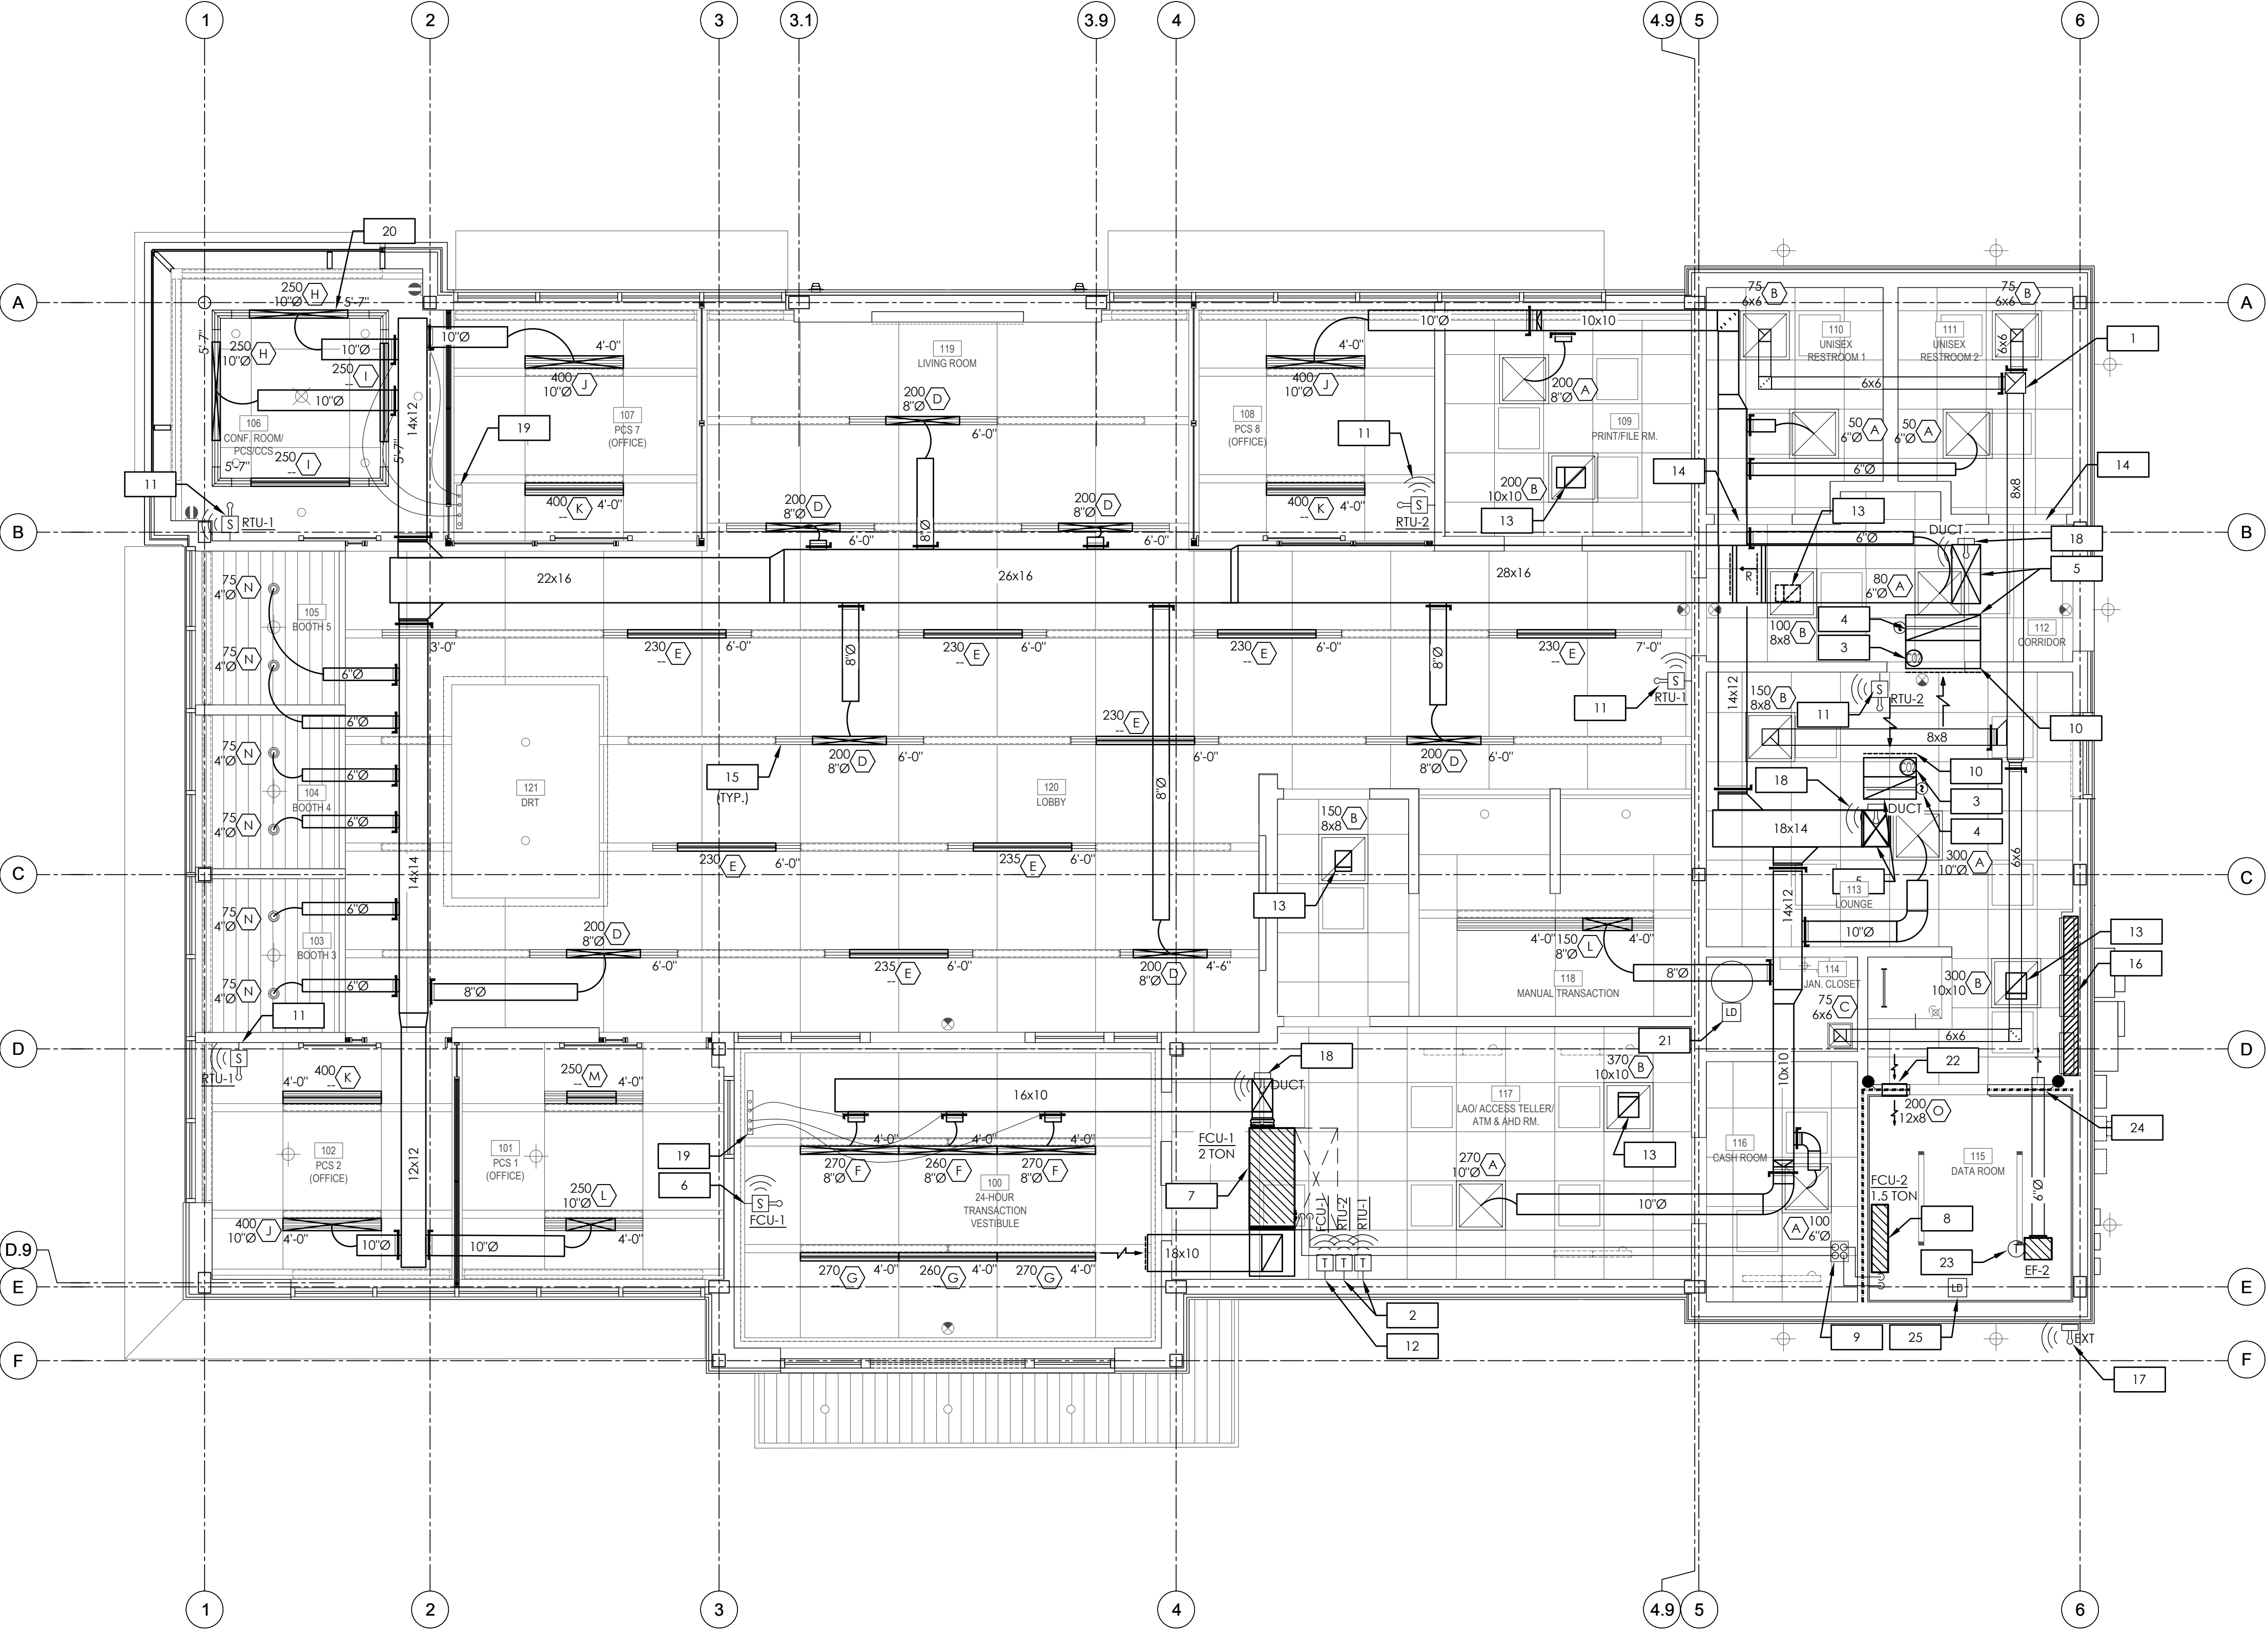 1 2 3 3.1 3.9 4 4.9 5 6
20
A A
250 H
10"Ø 5'-7"
5'-7"
250 H
10"Ø
10"Ø
250 I
--
10"Ø
14x12
5'-7"
106
CONF. ROOM/
PCS/CCS
250 I
5'-7" --
11
S RTU-1
10"Ø
4'-0"
400 J
10"Ø
107
PCS 7
(OFFICE)
19
400 K 4'-0"
--
119
LIVING ROOM
200 D
8"Ø
6'-0"
200 D
8"Ø
6'-0"
8"Ø
200 D
8"Ø
6'-0"
10"Ø 10x10
4'-0"
400 J
10"Ø
108
PCS 8
(OFFICE)
11
S
RTU-2
400 K 4'-0"
--
200 A
8"Ø
109
PRINT/FILE RM.
200 B
10x10
13
75 B
6x6
110
UNISEX
RESTROOM 1
75 B
6x6
111
UNISEX
RESTROOM 2
6x6
1
6x6
50 A
6"Ø
50 A
6"Ø
14
6"Ø
8x8
14
13
DUCT
18
6"Ø
5
B B
22x16 26x16 28x16
R
80 A
6"Ø
4
100 B
8x8
3
112
CORRIDOR
75 N
4"Ø
105
BOOTH 5
75 N
4"Ø
6"Ø
6"Ø
75 N
4"Ø
6"Ø
104
BOOTH 4
75 N
4"Ø
6"Ø
14x14
75 N
4"Ø
6"Ø
103
BOOTH 3
75 N
4"Ø
6"Ø
11
3'-0"
230 E 6'-0"
--
230 E 6'-0"
--
230 E 6'-0"
--
230 E 7'-0"
--
8"Ø
8"Ø
8"Ø
S
RTU-1
11
121
DRT
15
(TYP.)
200 D 6'-0"
8"Ø
230 E
--
6'-0"
200 D 6'-0"
8"Ø
120
LOBBY
230 E 6'-0"
--
235 E 6'-0"
--
200 D
8"Ø
6'-0"
8"Ø
235 E 6'-0"
--
200 D 4'-6"
8"Ø
14x12
150 B
8x8
11
S RTU-2
10
8x8
18
10
3
4
DUCT
18x14
300 A
10"Ø
5
113
LOUNGE
6x6
C C
150 B
8x8
13
14x12
10"Ø
4'-0" 150 L 4'-0"
8"Ø
8"Ø
118
MANUAL TRANSACTION
114
JAN. CLOSET
75 C
6x6
300 B
10x10
13
16
21
LD
6x6
D D
S
RTU-1
4'-0" 400 K
--
102
PCS 2
(OFFICE)
400 J
10"Ø 4'-0"
10"Ø
12x12
250 M 4'-0"
--
101
PCS 1
(OFFICE)
250 L
10"Ø
4'-0"
10"Ø
19
6
S
FCU-1
16x10
18
DUCT
4'-0" 4'-0" 4'-0"
270 F
8"Ø
260 F
8"Ø
270 F
8"Ø
100
24-HOUR
TRANSACTION
VESTIBULE
270 G 4'-0"
--
260 G 4'-0"
--
270 G 4'-0"
--
FCU-1
2 TON
7
18x10
FCU-1
RTU-2
RTU-1
T T T
2
12
117
LAO/ ACCESS TELLER/
ATM & AHD RM.
370 B
10x10
13
270 A
10"Ø
10"Ø
10x10
116
CASH ROOM
A 100
6"Ø
22
200 O
12x8
24
115
DATA ROOM
FCU-2
1.5 TON
8
6"Ø
23
T
EF-2
LD
9
25
EXT
17
D.9
E E
F F
1 2 3 4 4.9 5 6